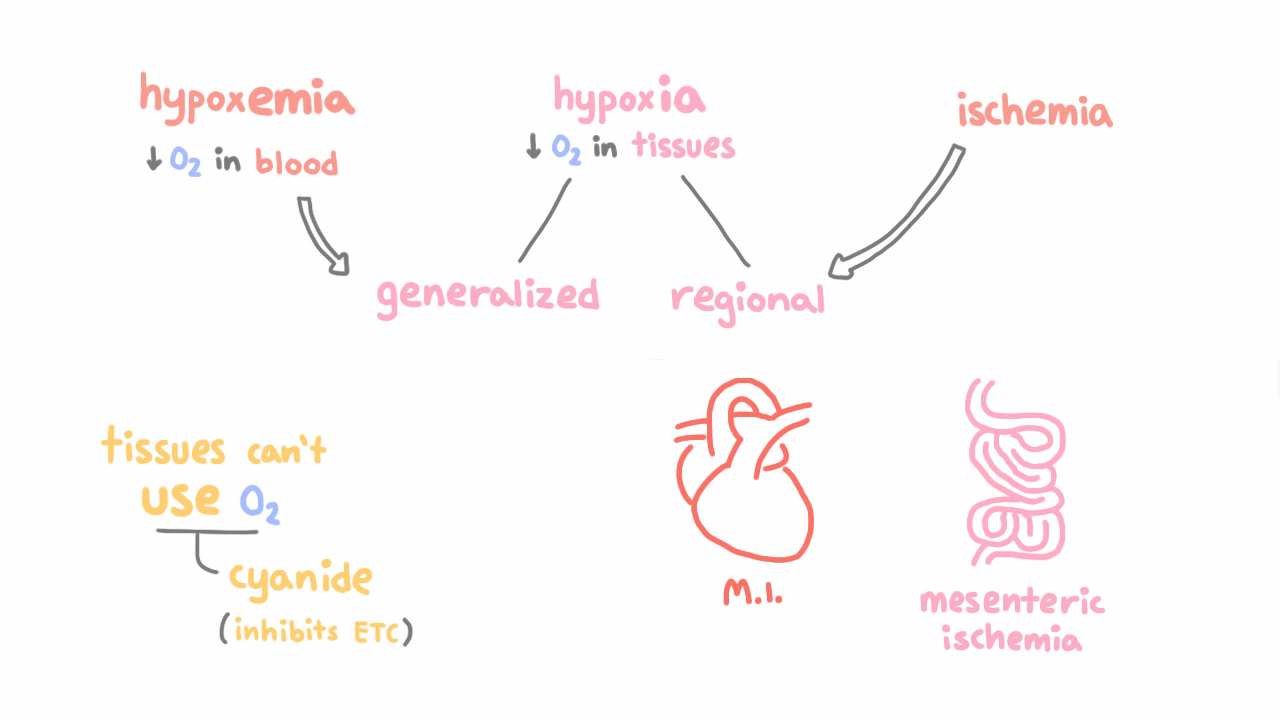 hypoxemia
↓ O₂ in blood
hypoxia
↓ O₂ in tissues
ischemia
generalized
regional
tissues can't
use O₂
cyanide
(inhibits ETC)
M.I.
mesenteric
ischemia